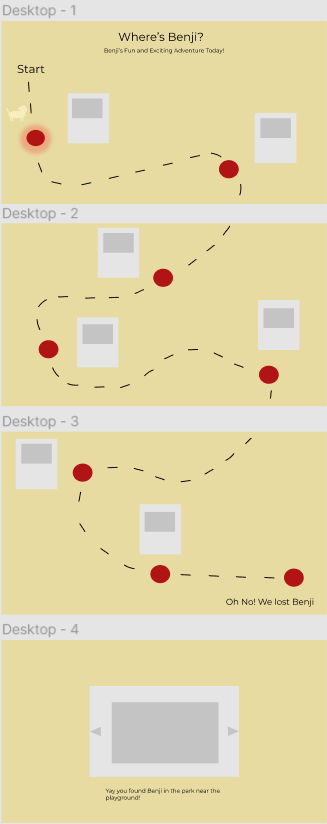 Desktop - 1
Where's Benji?
Benji's Fun and Exciting Adventure Today!
Start
Desktop - 2
Desktop - 3
Oh No! We lost Benji
Desktop - 4
Yay you found Benji in the park near the
playground!